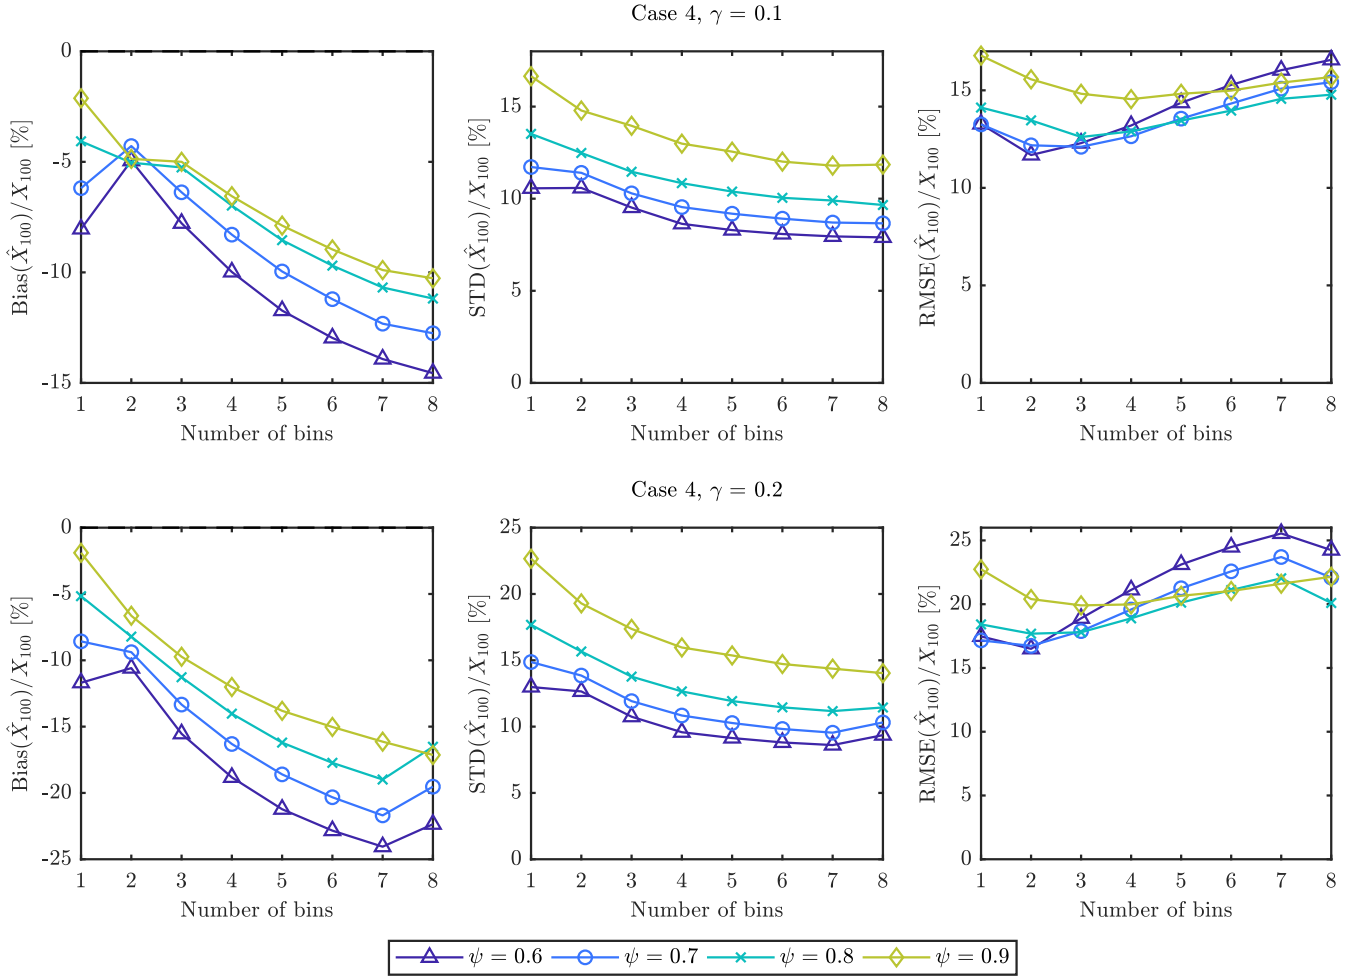 Case 4, γ = 0.1
Bias(X̂₁₀₀)/X₁₀₀ [%]
0
-5
-10
-15
1 2 3 4 5 6 7 8
Number of bins
STD(X̂₁₀₀)/X₁₀₀ [%]
15
10
5
0
1 2 3 4 5 6 7 8
Number of bins
RMSE(X̂₁₀₀)/X₁₀₀ [%]
15
10
5
0
1 2 3 4 5 6 7 8
Number of bins
Case 4, γ = 0.2
Bias(X̂₁₀₀)/X₁₀₀ [%]
0
-5
-10
-15
-20
-25
1 2 3 4 5 6 7 8
Number of bins
STD(X̂₁₀₀)/X₁₀₀ [%]
25
20
15
10
5
0
1 2 3 4 5 6 7 8
Number of bins
RMSE(X̂₁₀₀)/X₁₀₀ [%]
25
20
15
10
5
0
1 2 3 4 5 6 7 8
Number of bins
ψ = 0.6 ψ = 0.7 ψ = 0.8 ψ = 0.9